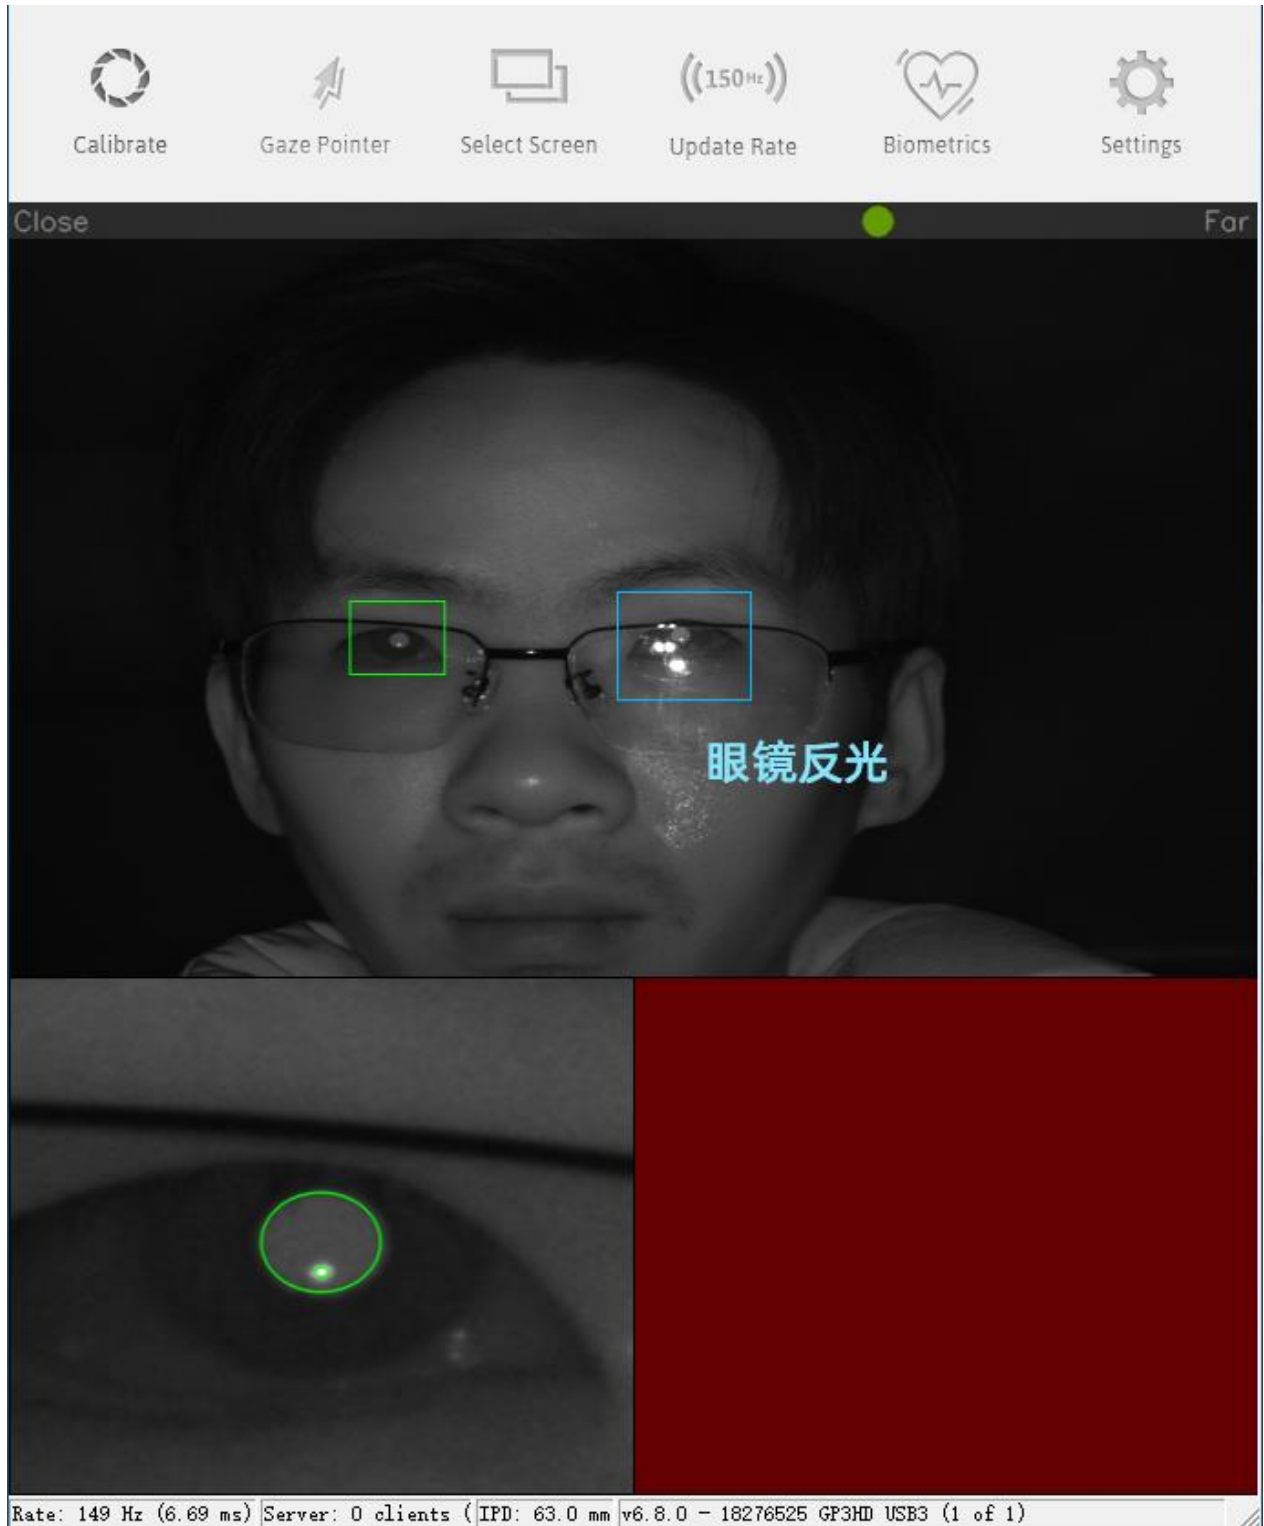 ((150Hz))
Calibrate
Gaze Pointer
Select Screen
Update Rate
Biometrics
Settings
Close
Far
眼镜反光
Rate: 149 Hz (6.69 ms)
Server: 0 clients (
IPD: 63.0 mm
v6.8.0 - 18276525 GP3HD USB3 (1 of 1)